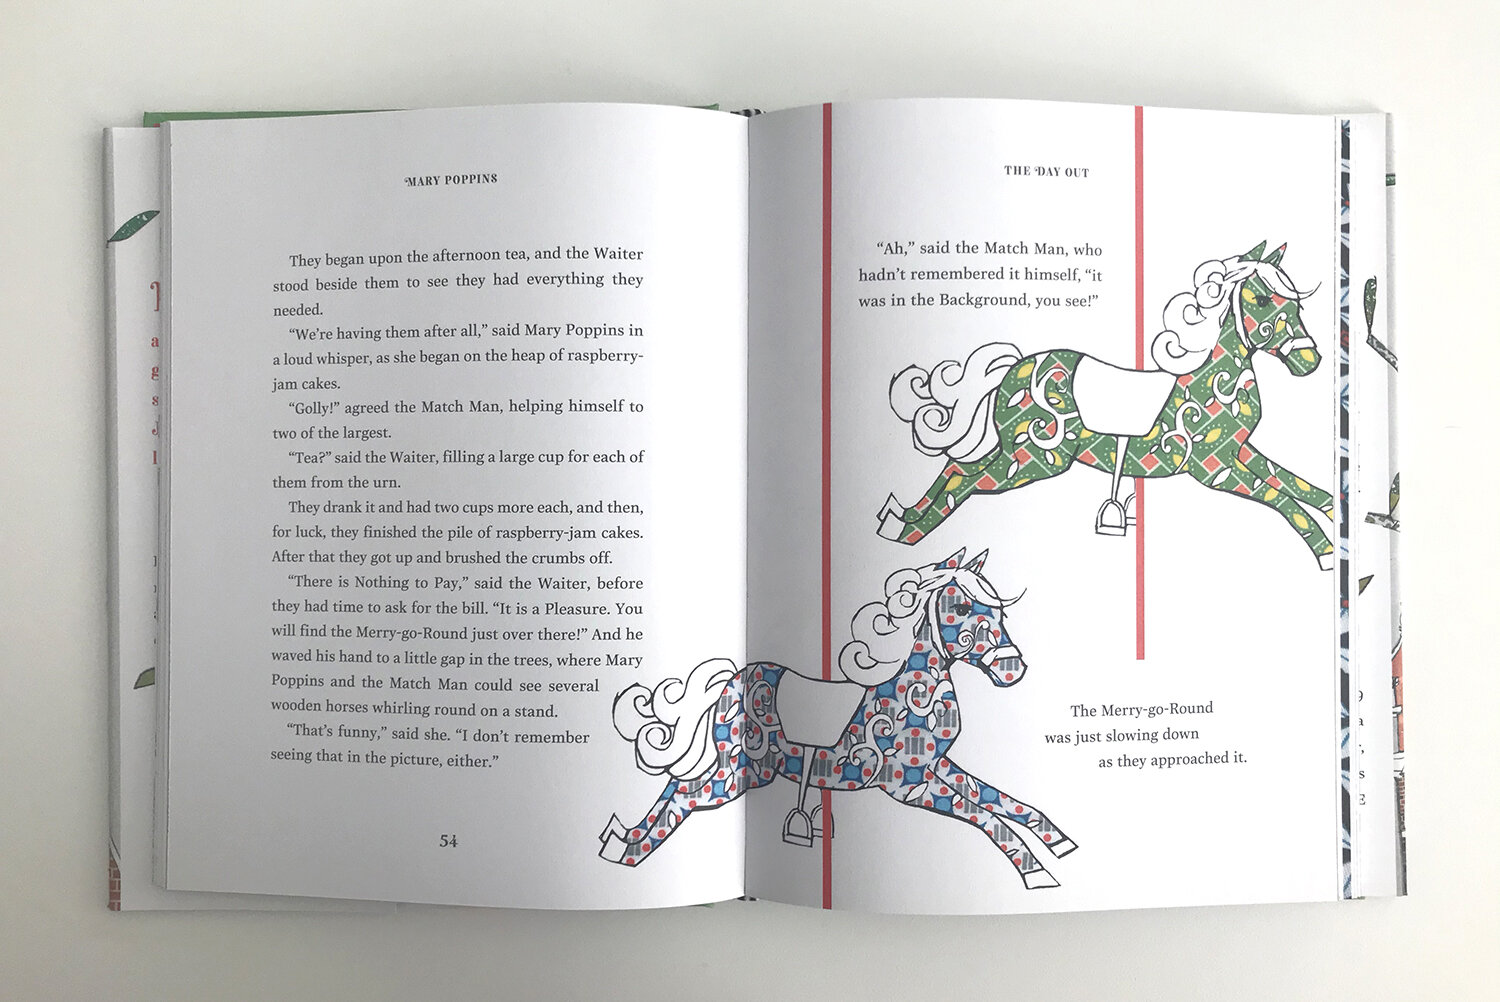 MARY POPPINS
They began upon the afternoon tea, and the Waiter
stood beside them to see they had everything they
needed.
“We’re having them after all,” said Mary Poppins in
a loud whisper, as she began on the heap of raspberry-
jam cakes.
“Golly!” agreed the Match Man, helping himself to
two of the largest.
“Tea?” said the Waiter, filling a large cup for each of
them from the urn.
They drank it and had two cups more each, and then,
for luck, they finished the pile of raspberry-jam cakes.
After that they got up and brushed the crumbs off.
“There is Nothing to Pay,” said the Waiter, before
they had time to ask for the bill. “It is a Pleasure. You
will find the Merry-go-Round just over there!” And he
waved his hand to a little gap in the trees, where Mary
Poppins and the Match Man could see several
wooden horses whirling round on a stand.
“That’s funny,” said she. “I don’t remember
seeing that in the picture, either.”
54
THE DAY OUT
“Ah,” said the Match Man, who
hadn’t remembered it himself, “it
was in the Background, you see!”
The Merry-go-Round
was just slowing down
as they approached it.